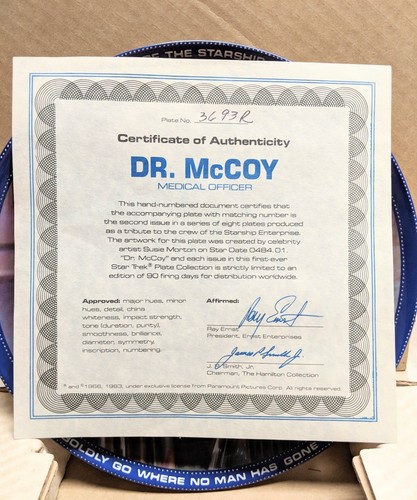 OF THE STARSHIP
Plate No. 3693R
Certificate of Authenticity
DR. McCOY
MEDICAL OFFICER
This hand-numbered document certifies that
the accompanying plate with matching number is
the second issue in a series of eight plates produced
as a tribute to the crew of the Starship Enterprise.
The artwork for this plate was created by celebrity
artist Susie Morton on Star Date 0484.01.
"Dr. McCoy" and each issue in this first-ever
Star Trek® Plate Collection is strictly limited to an
edition of 90 firing days for distribution worldwide.
Approved: major hues, minor
hues, detail, china
whiteness, impact strength,
tone (duration, purity),
smoothness, brilliance,
diameter, symmetry,
inscription, numbering.
Affirmed:
Ray Ernst
Ray Ernst
President, Ernst Enterprises
James P. Smith Jr.
J. P. Smith, Jr.
Chairman, The Hamilton Collection
® and ©1966, 1983, under exclusive license from Paramount Pictures Corp. All rights reserved.
BOLDLY GO WHERE NO MAN HAS GONE